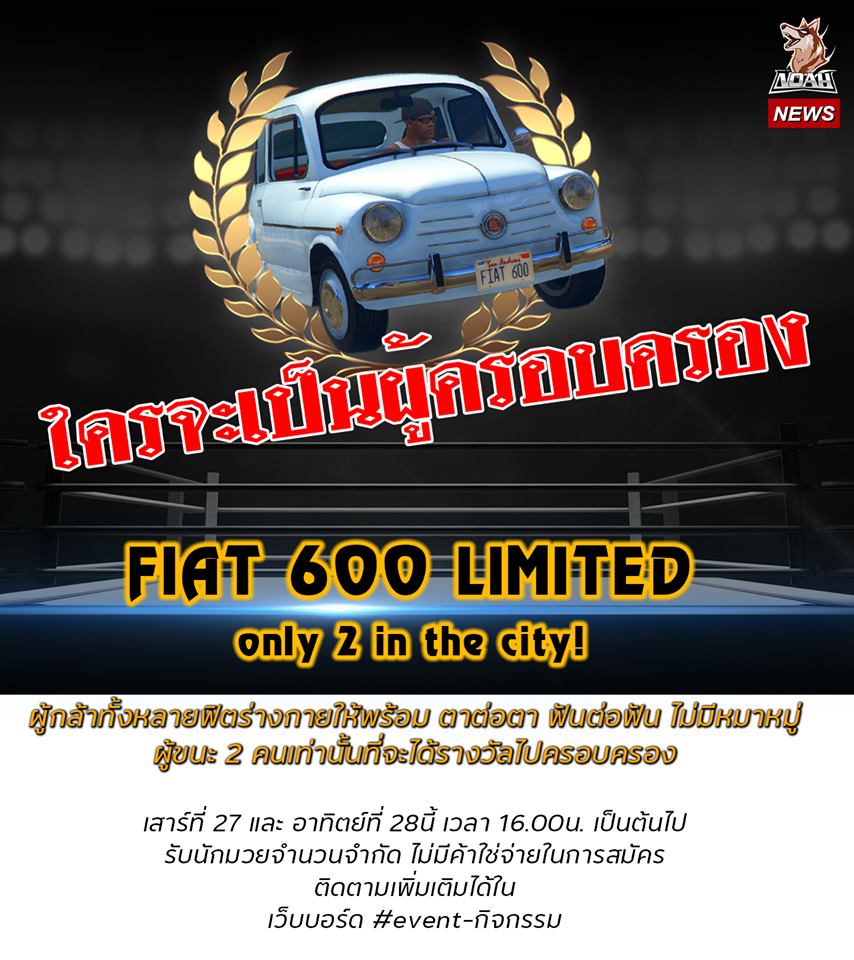 NOAH
NEWS
San Andreas
FIAT 600
ใครจะเป็นผู้ครอบครอง
FIAT 600 LIMITED
only 2 in the city!
ผู้กล้าทั้งหลายฟิตร่างกายให้พร้อม ตาต่อตา ฟันต่อฟัน ไม่มีหมาหมู่
ผู้ขนะ 2 คนเท่านั้นที่จะได้รางวัลไปครอบครอง
เสาร์ที่ 27 และ อาทิตย์ที่ 28นี้ เวลา 16.00น. เป็นต้นไป
รับนักมวยจำนวนจำกัด ไม่มีค้าใช่จ่ายในการสมัคร
ติดตามเพิ่มเติมได้ใน
เว็บบอร์ด #event-กิจกรรม